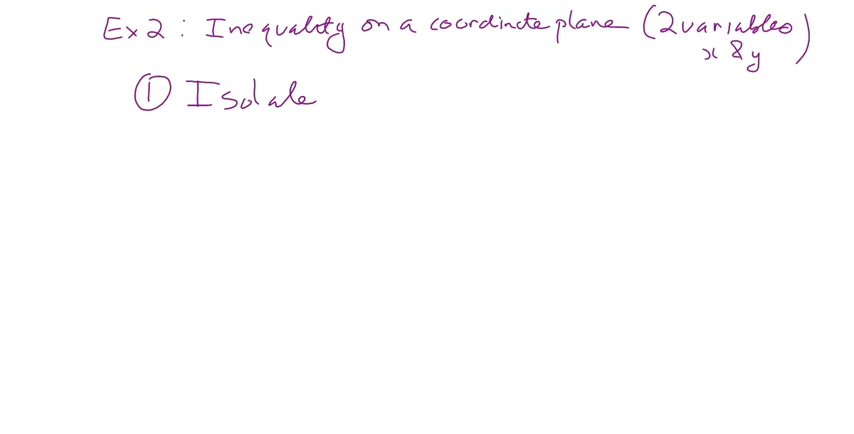 Ex 2 : Inequality on a coordinate plane (2 variables
x & y)
① Isolate